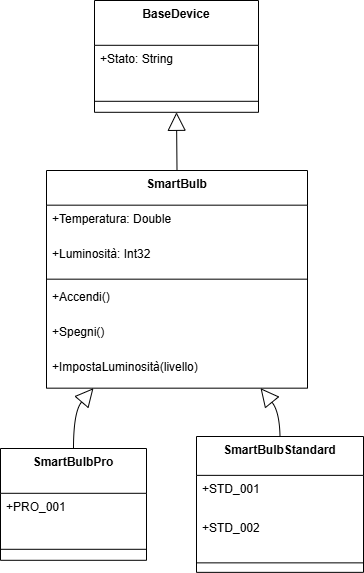 BaseDevice
+Stato: String
SmartBulb
+Temperatura: Double
+Luminosità: Int32
+Accendi()
+Spegni()
+ImpostaLuminosità(livello)
SmartBulbPro
+PRO_001
SmartBulbStandard
+STD_001
+STD_002